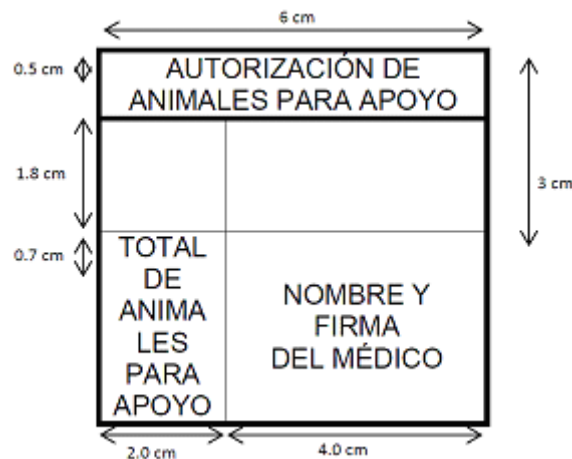 6 cm
0.5 cm
AUTORIZACIÓN DE
ANIMALES PARA APOYO
1.8 cm
3 cm
0.7 cm
TOTAL
DE
ANIMA
LES
PARA
APOYO
NOMBRE Y
FIRMA
DEL MÉDICO
2.0 cm
4.0 cm